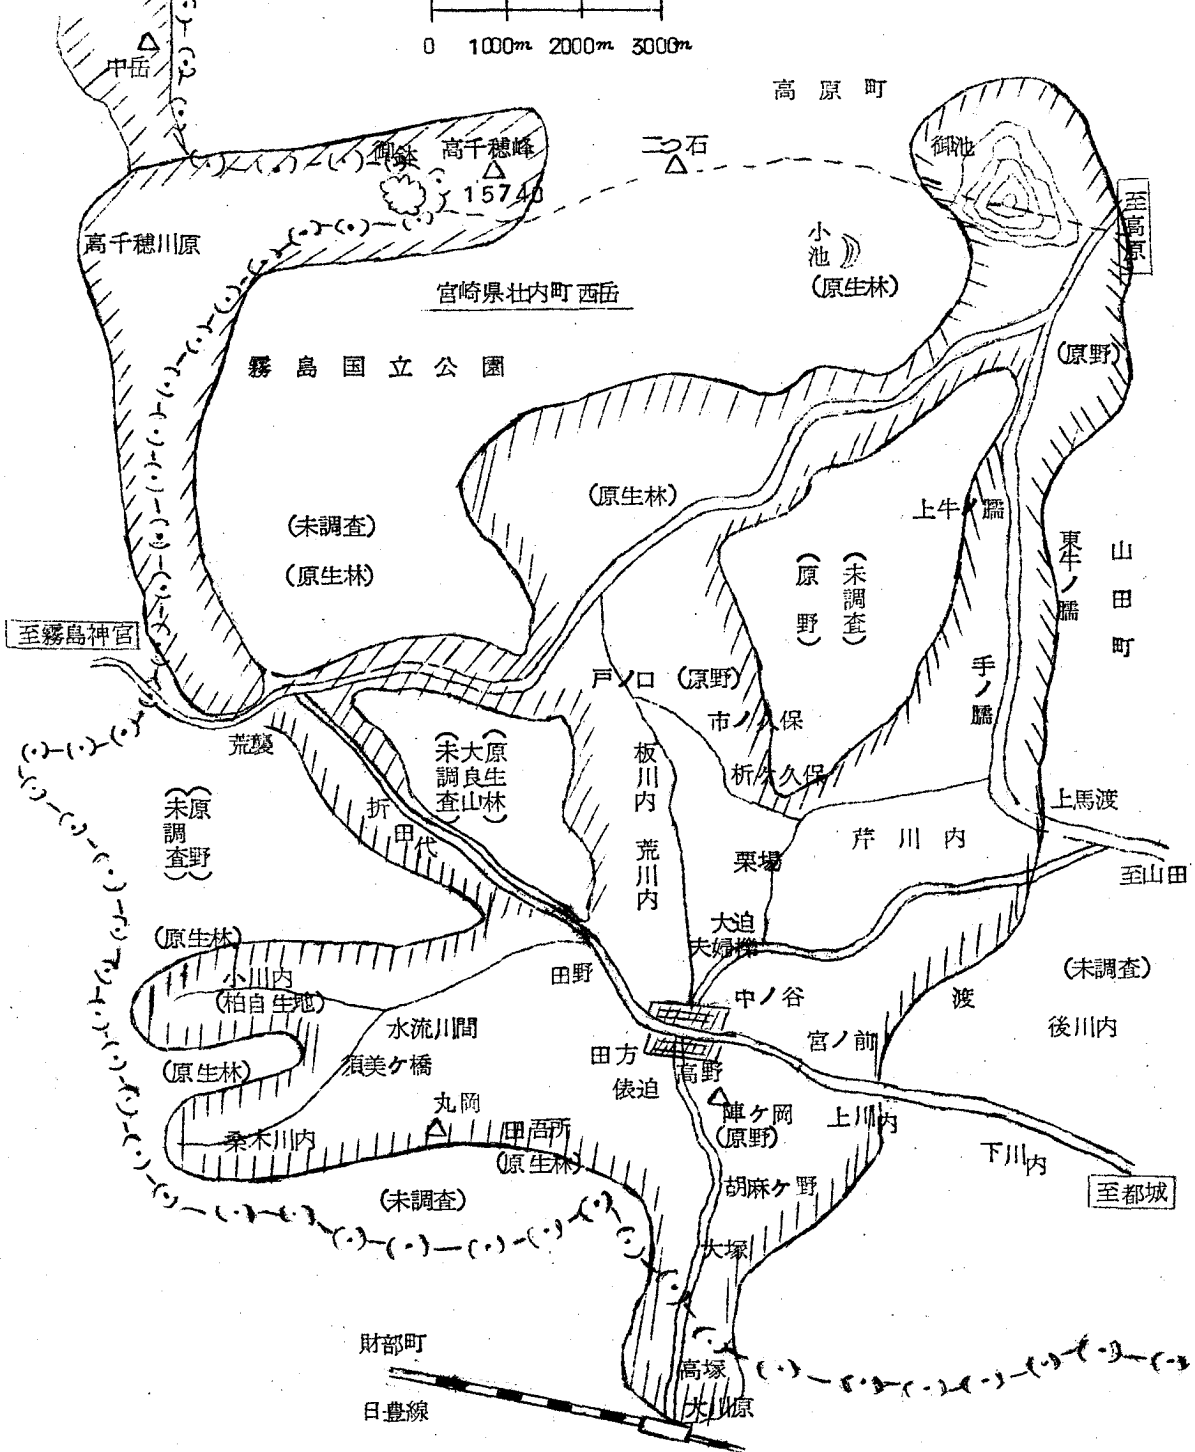 0 1000m 2000m 3000m
中岳
高原町
御鉢
高千穂峰
1574.0
二つ石
御池
至高原
高千穂川原
小池
(原生林)
宮崎県壮内町西岳
霧島国立公園
(原野)
(原生林)
(未調査)
(原生林)
上牛ノ臑
東牛ノ臑
山田町
(原野)
(未調査)
至霧島神宮
戸ノ口
(原野)
手ノ臑
市ノ久保
荒襲
(原生林)
大良山
(未調査)
板川内
折ケ久保
上馬渡
(原野)
未調査)
折田代
荒川内
栗場
芹川内
至山田
大迫
(原生林)
田野
中ノ谷
渡
(未調査)
小川内
(柏自生地)
水流川間
後川内
宮ノ前
(原生林)
須美ケ橋
田方
高野
俵迫
丸岡
陣ケ岡
(原野)
上川内
桑木川内
田吾所
(原生林)
下川内
(未調査)
胡麻ケ野
至都城
大塚
財部町
高塚
日豊線
大川原